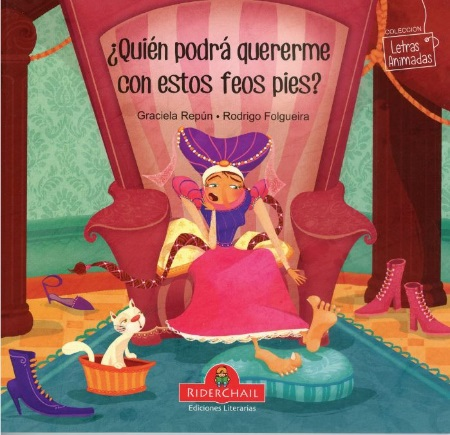 COLECCIÓN
Letras
Animadas
¿Quién podrá quererme
con estos feos pies?
Graciela Repún • Rodrigo Folgueira
RIDERCHAIL
Ediciones Literarias